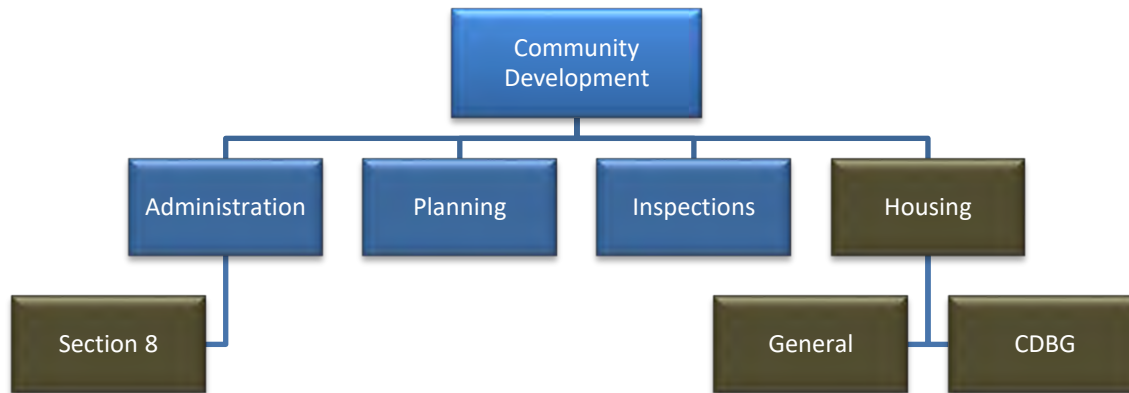 Community
Development
Administration
Planning
Inspections
Housing
Section 8
General
CDBG